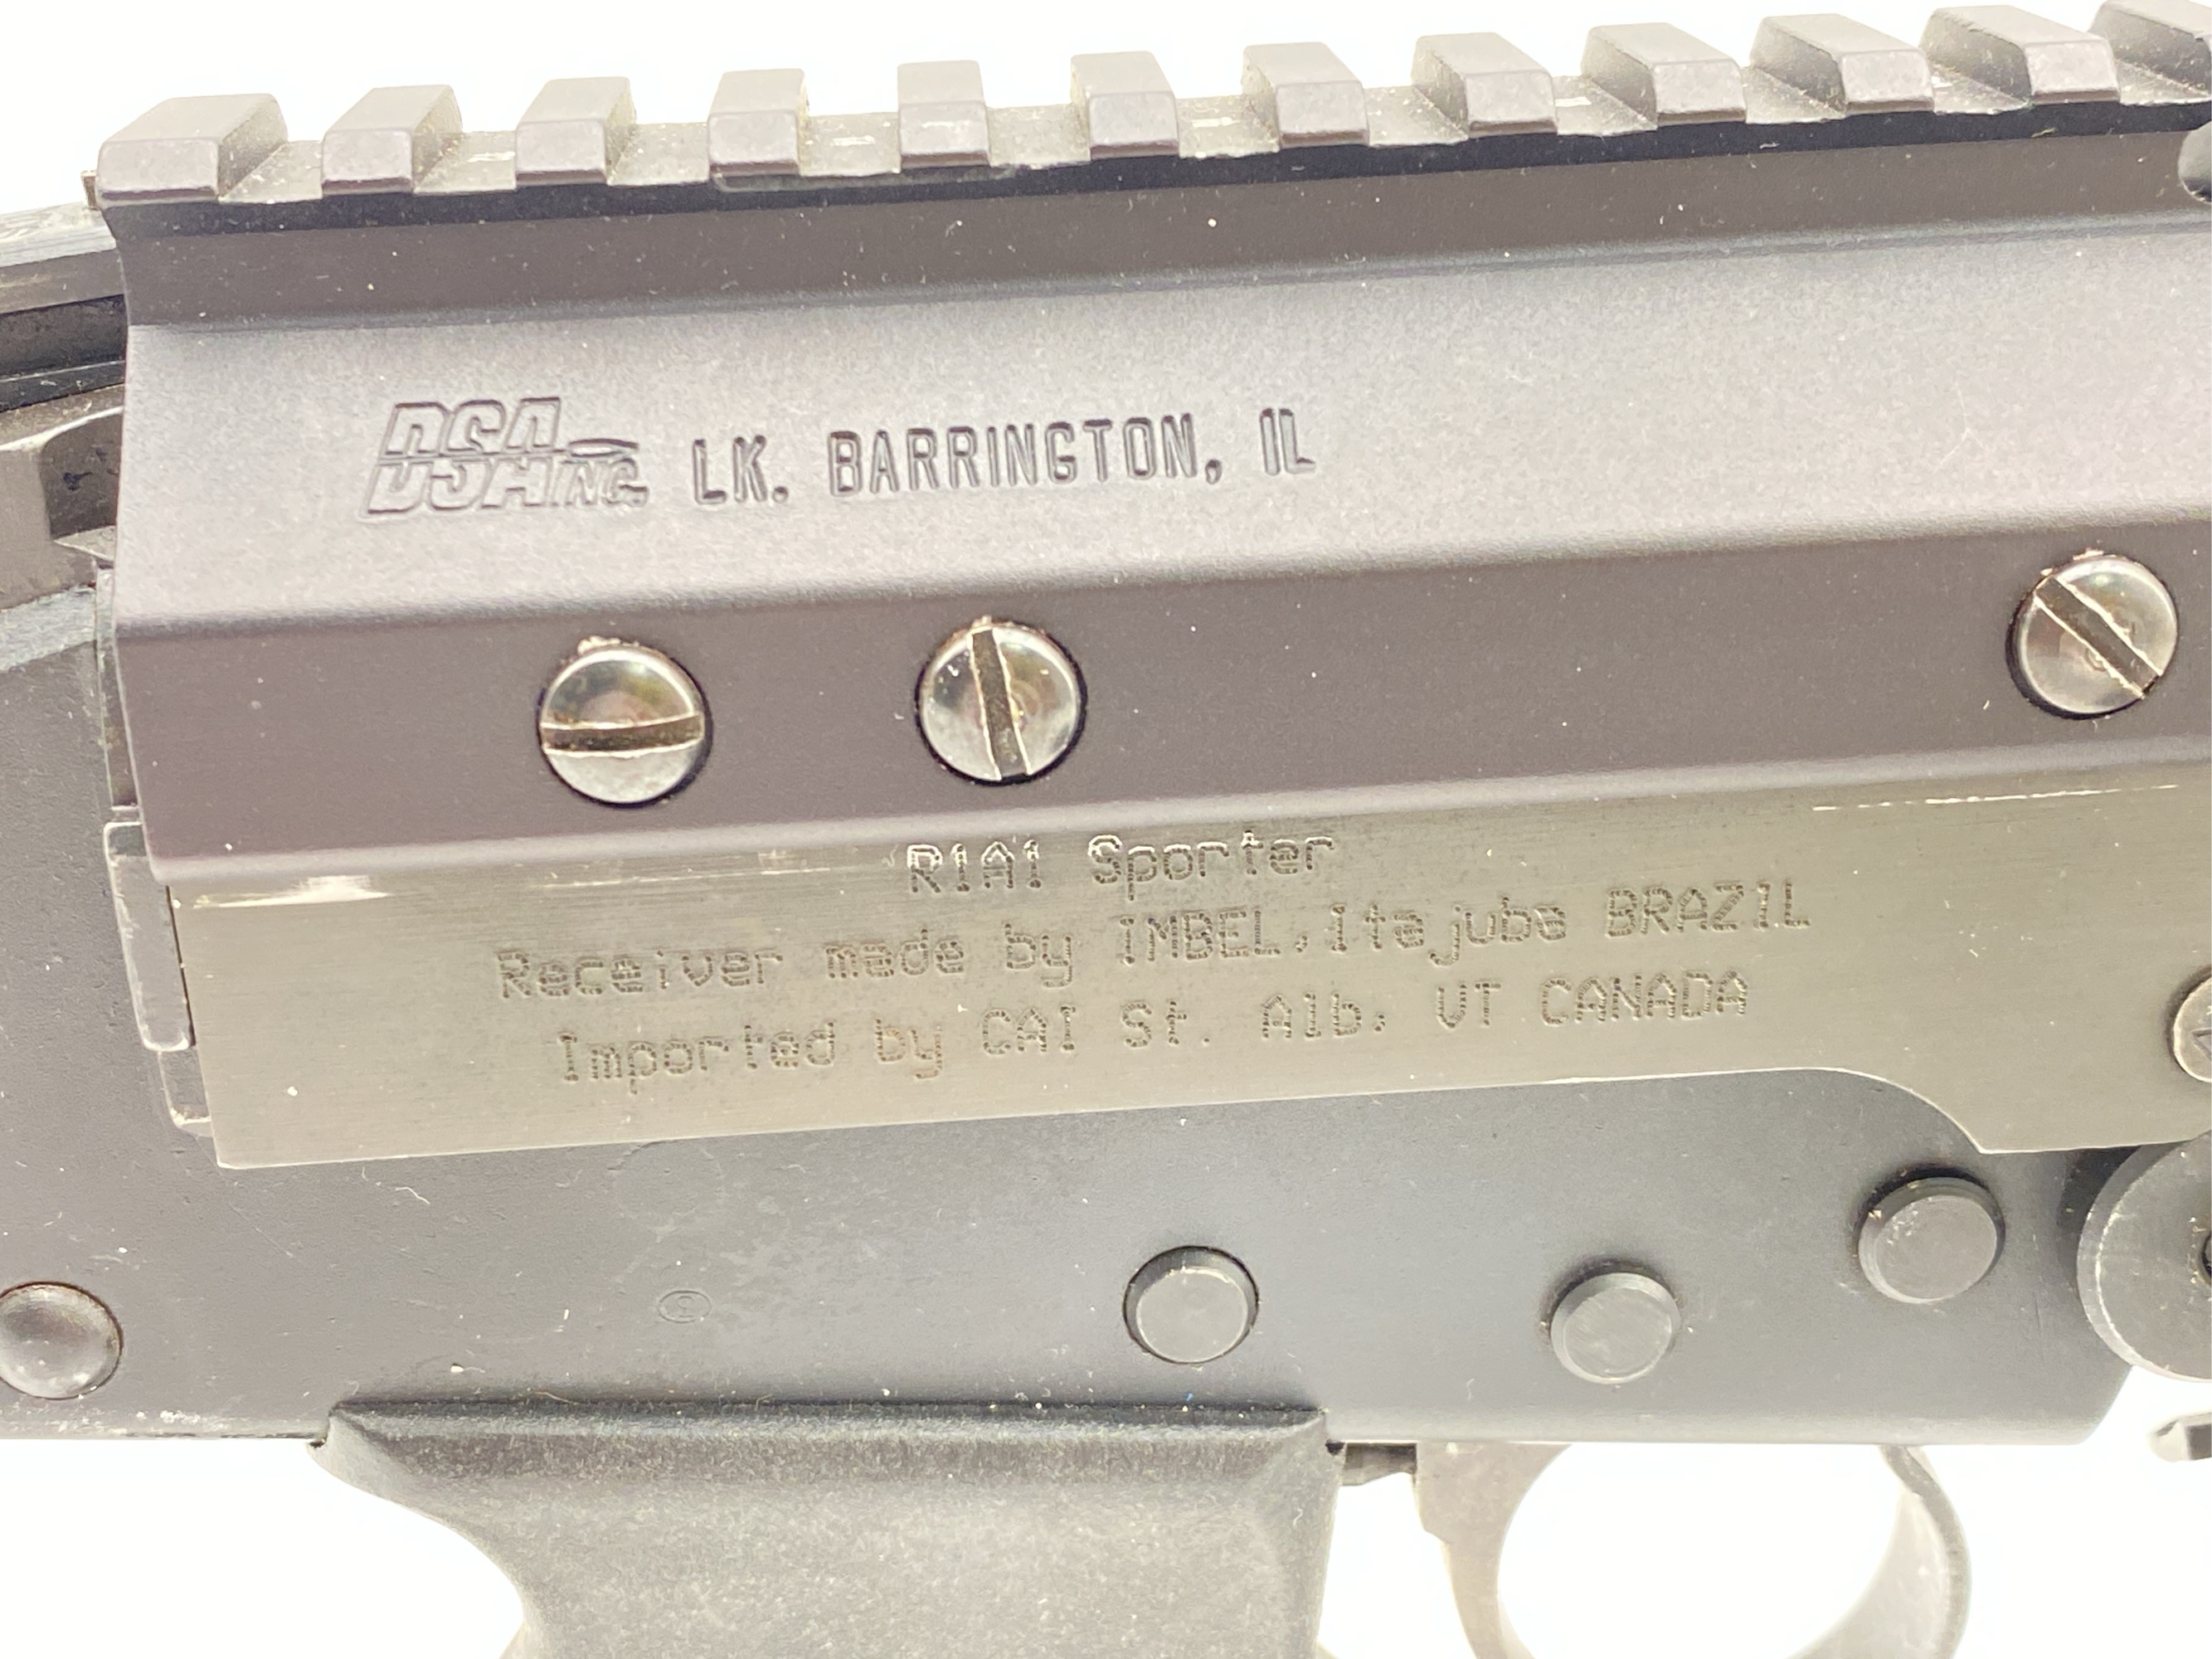 DSA INC. LK. BARRINGTON, IL
R1A1 Sporter
Receiver made by IMBEL.Itajuba BRAZIL
Imported by CAI St. Alb. VT CANADA